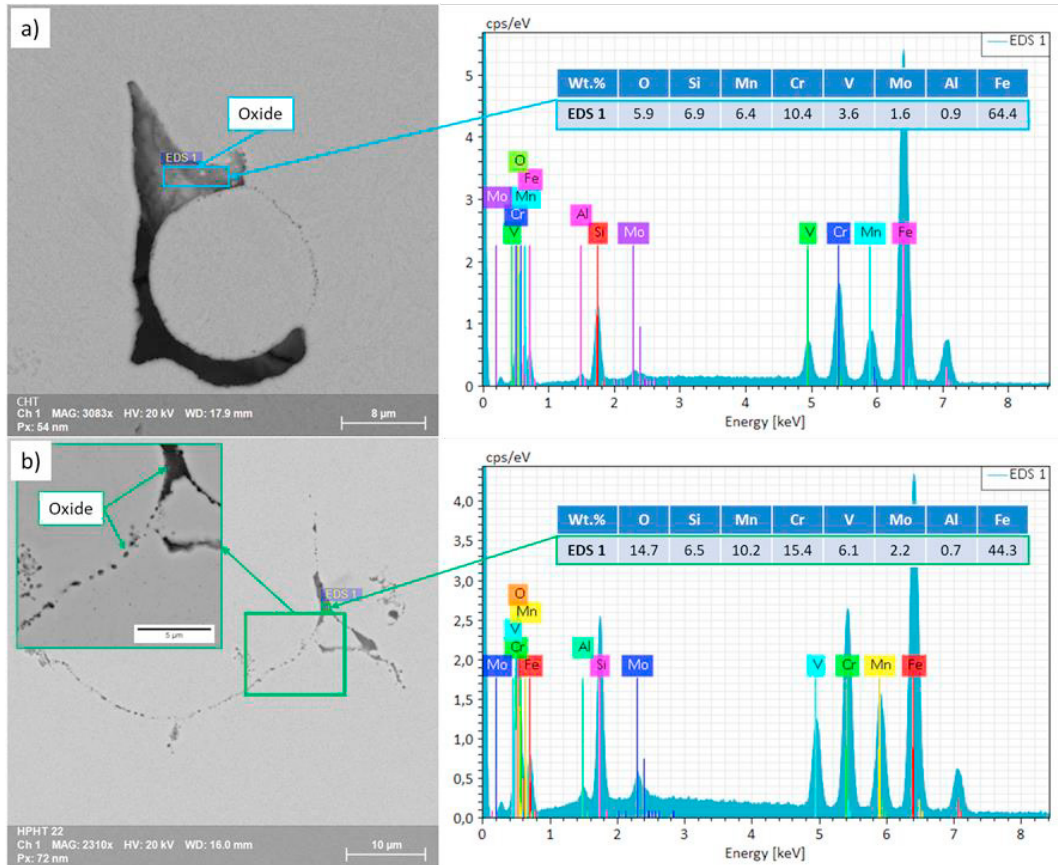 a)
Oxide
EDS 1
CHT
Ch 1 MAG: 3083x HV: 20 kV WD: 17.9 mm
Px: 54 nm
8 µm
cps/eV
EDS 1
Wt.% O Si Mn Cr V Mo Al Fe
EDS 1 5.9 6.9 6.4 10.4 3.6 1.6 0.9 64.4
5
4
3
2
1
0
O
Fe
Mo Mn
Cr
V
Al
Si
Mo
V
Cr
Mn
Fe
0 1 2 3 4 5 6 7 8
Energy [keV]
b)
Oxide
5 µm
EDS 1
HPHT 22
Ch 1 MAG: 2310x HV: 20 kV WD: 16.0 mm
Px: 72 nm
10 µm
cps/eV
EDS 1
Wt.% O Si Mn Cr V Mo Al Fe
EDS 1 14.7 6.5 10.2 15.4 6.1 2.2 0.7 44.3
4,0
3,5
3,0
2,5
2,0
1,5
1,0
0,5
0,0
O
Mn
V
Cr
Mo
Fe
Al
Si
Mo
V
Cr
Mn
Fe
0 1 2 3 4 5 6 7 8
Energy [keV]